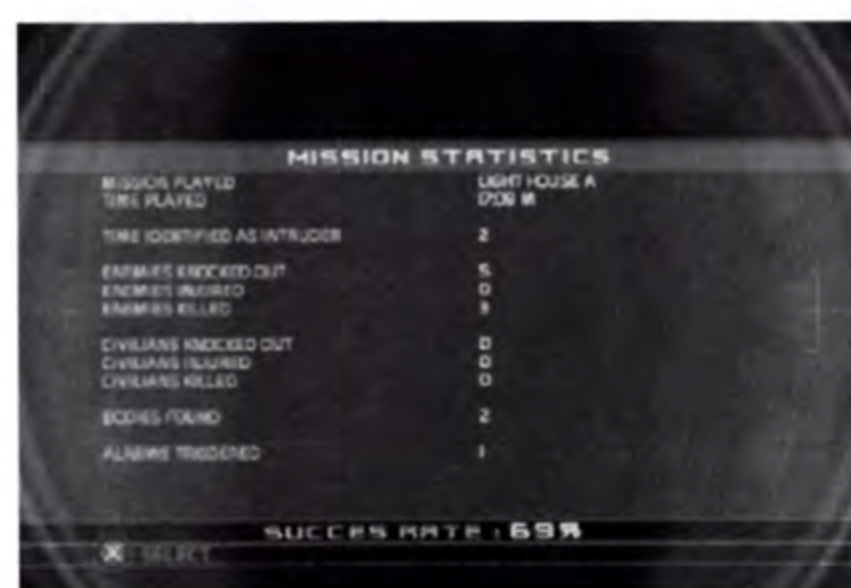 MISSION STATISTICS
MISSION PLAYED LIGHT HOUSE A
TIME PLAYED
TIME IDENTIFIED AS INTRUDER 2
ENEMIES KNOCKED OUT 5
ENEMIES INJURED 0
ENEMIES KILLED 3
CIVILIANS KNOCKED OUT 0
CIVILIANS INJURED 0
CIVILIANS KILLED 0
BODIES FOUND 2
ALARMS TRIGGERED 1
SUCCES RATE : 69%
X : SELECT